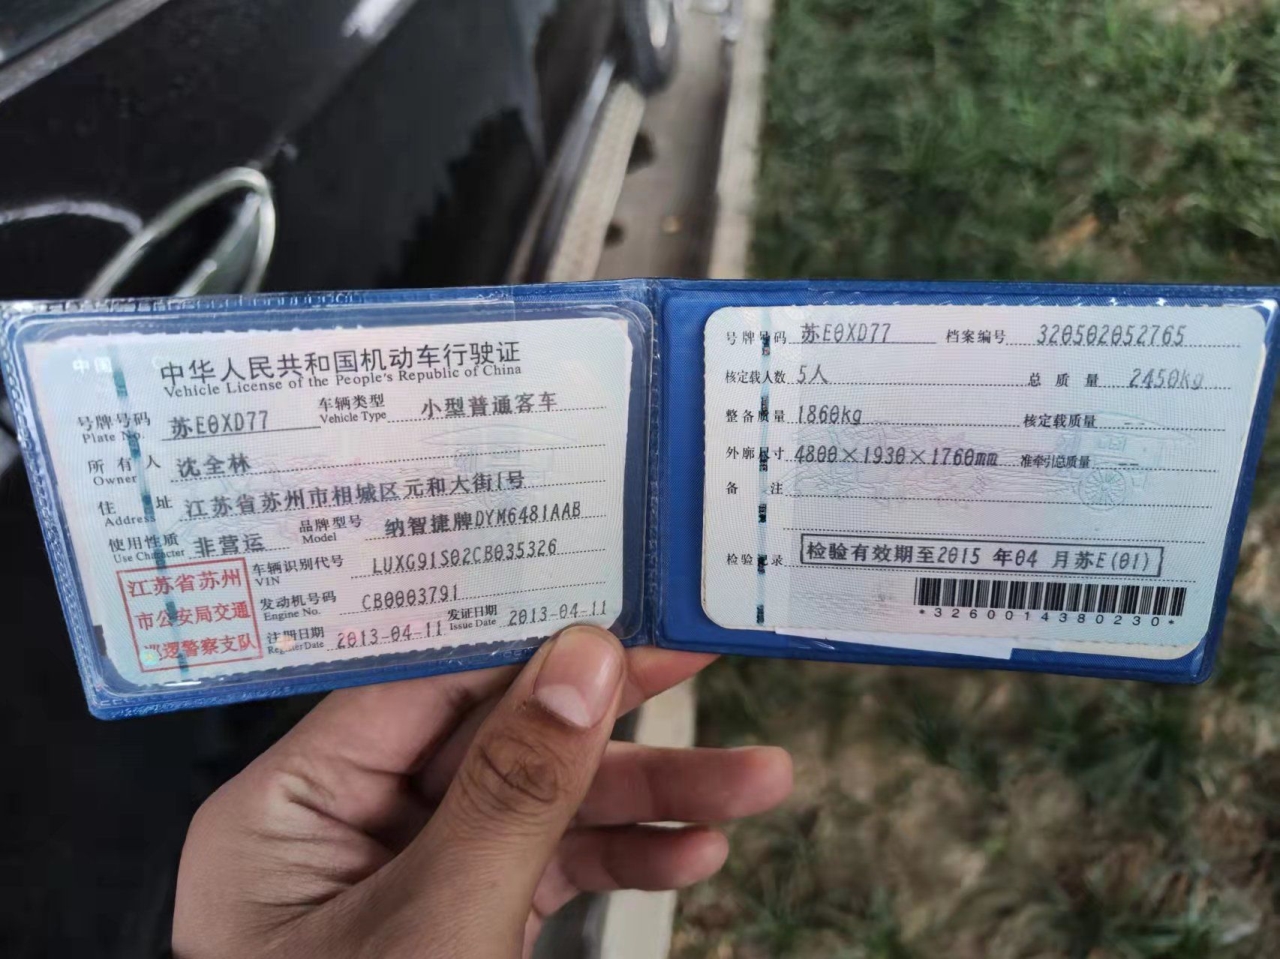 中国
中华人民共和国机动车行驶证
Vehicle License of the People's Republic of China
号牌号码 苏E0XD77 车辆类型 小型普通客车
Plate No. Vehicle Type
所有人 沈全林
Owner
住址 江苏省苏州市相城区元和大街1号
Address
使用性质 非营运 品牌型号 纳智捷牌DYM6481AAB
Use Character Model
江苏省苏州
市公安局交通
巡逻警察支队
车辆识别代号 LUXG91S02CB035326
VIN
发动机号码 CB0003791
Engine No.
注册日期 2013-04-11 发证日期 2013-04-11
Register Date Issue Date
号牌号码 苏E0XD77 档案编号 320502052765
核定载人数 5人 总质量 2450kg
整备质量 1860kg 核定载质量 --
外廓尺寸 4800×1930×1760mm 准牵引总质量 --
备注
检验记录 检验有效期至2015 年04 月苏E(01)
*3260014380230*